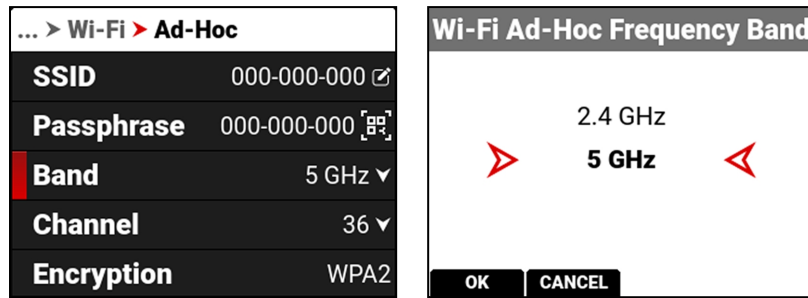 ... > Wi-Fi > Ad-Hoc
SSID 000-000-000
Passphrase 000-000-000
Band 5 GHz
Channel 36
Encryption WPA2
Wi-Fi Ad-Hoc Frequency Band
2.4 GHz
5 GHz
OK CANCEL